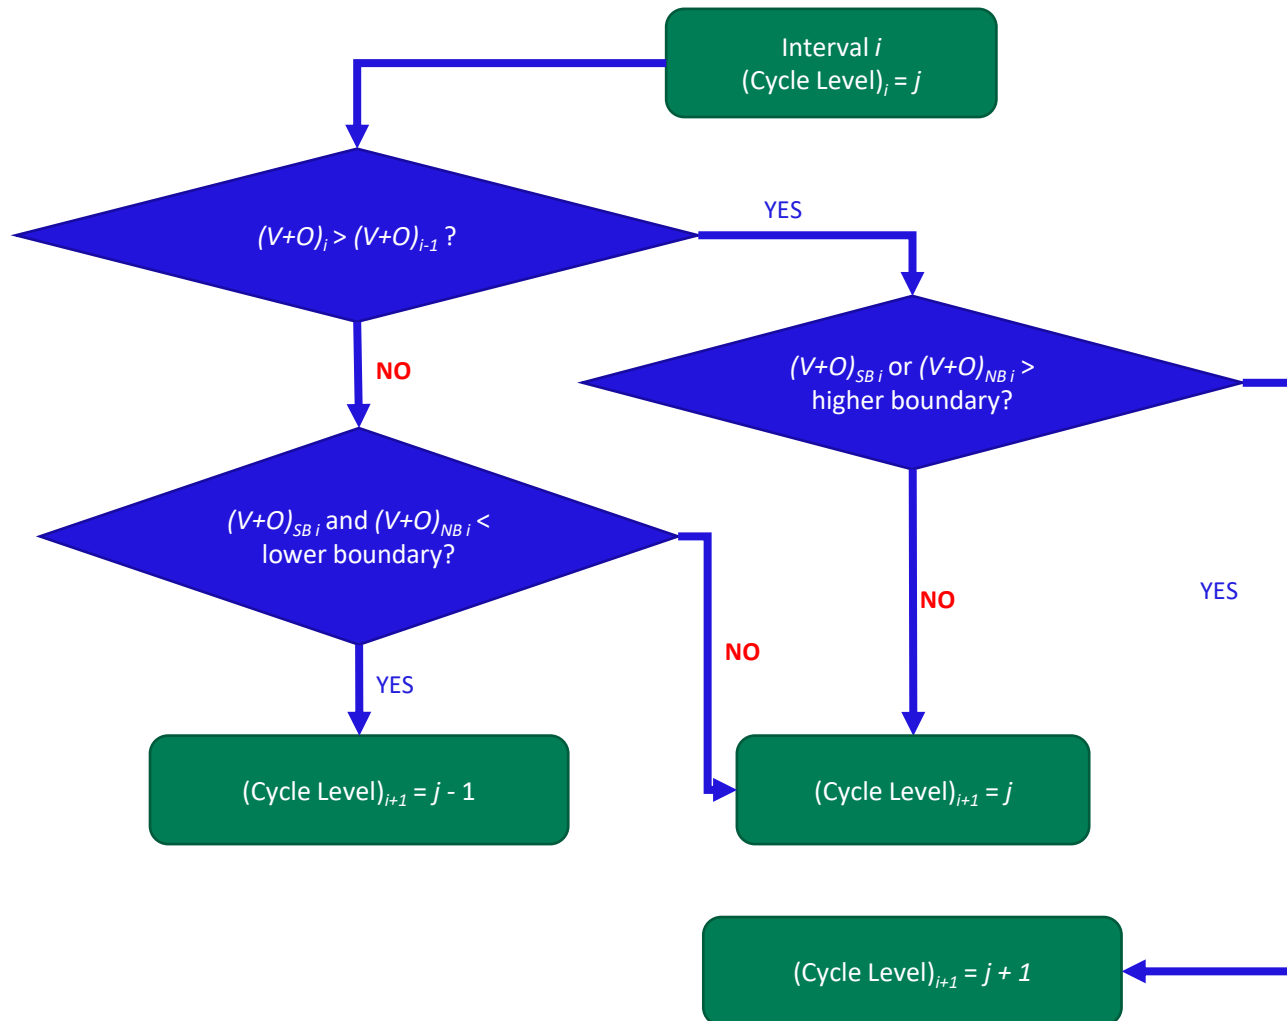 Interval i
(Cycle Level)i = j
(V+O)i > (V+O)i-1 ?
YES
NO
(V+O)SB i or (V+O)NB i >
higher boundary?
(V+O)SB i and (V+O)NB i <
lower boundary?
YES
NO
NO
YES
(Cycle Level)i+1 = j - 1
(Cycle Level)i+1 = j
(Cycle Level)i+1 = j + 1